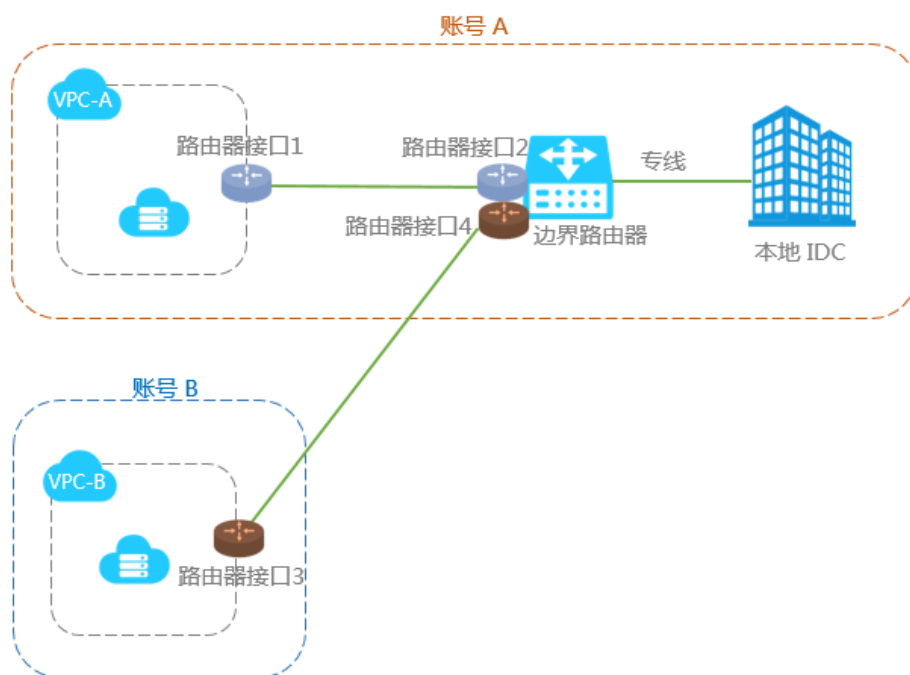 账号 A
VPC-A
路由器接口1
路由器接口2
专线
路由器接口4
边界路由器
本地 IDC
账号 B
VPC-B
路由器接口3